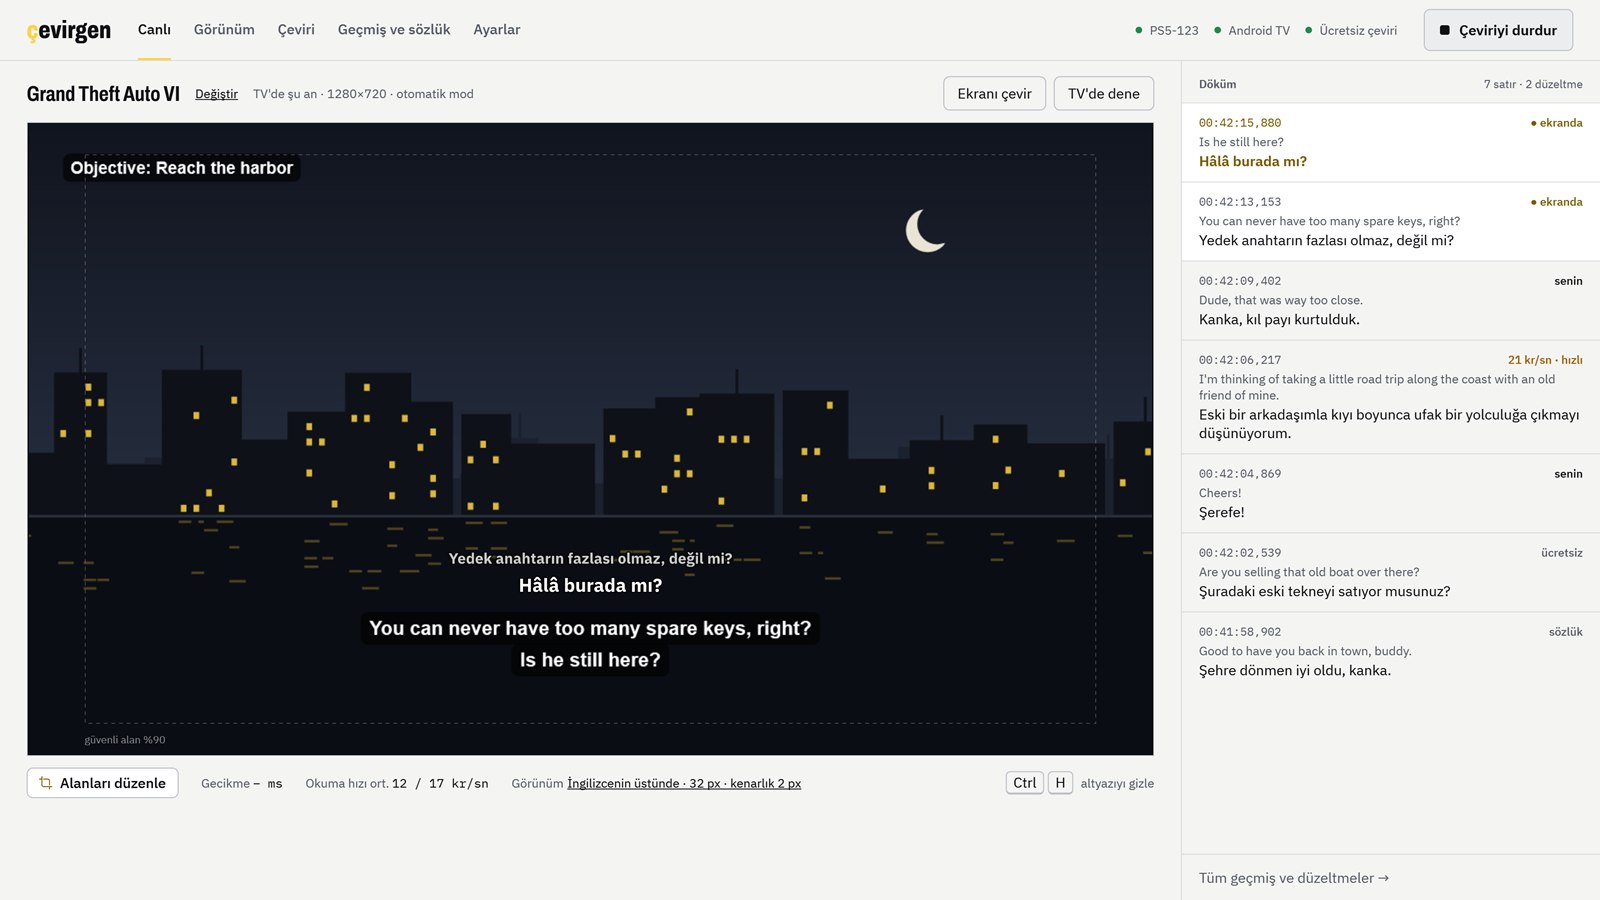 çevirgen
Canlı
Görünüm
Çeviri
Geçmiş ve sözlük
Ayarlar
PS5-123
Android TV
Ücretsiz çeviri
Çeviriyi durdur
Grand Theft Auto VI
Değiştir
TV'de şu an · 1280×720 · otomatik mod
Ekranı çevir
TV'de dene
Objective: Reach the harbor
Yedek anahtarın fazlası olmaz, değil mi?
Hâlâ burada mı?
You can never have too many spare keys, right?
Is he still here?
güvenli alan %90
Alanları düzenle
Gecikme – ms
Okuma hızı ort. 12 / 17 kr/sn
Görünüm İngilizcenin üstünde · 32 px · kenarlık 2 px
Ctrl H altyazıyı gizle
Döküm
7 satır · 2 düzeltme
00:42:15,880
● ekranda
Is he still here?
Hâlâ burada mı?
00:42:13,153
● ekranda
You can never have too many spare keys, right?
Yedek anahtarın fazlası olmaz, değil mi?
00:42:09,402
senin
Dude, that was way too close.
Kanka, kıl payı kurtulduk.
00:42:06,217
21 kr/sn · hızlı
I'm thinking of taking a little road trip along the coast with an old
friend of mine.
Eski bir arkadaşımla kıyı boyunca ufak bir yolculuğa çıkmayı
düşünüyorum.
00:42:04,869
senin
Cheers!
Şerefe!
00:42:02,539
ücretsiz
Are you selling that old boat over there?
Şuradaki eski tekneyi satıyor musunuz?
00:41:58,902
sözlük
Good to have you back in town, buddy.
Şehre dönmen iyi oldu, kanka.
Tüm geçmiş ve düzeltmeler →